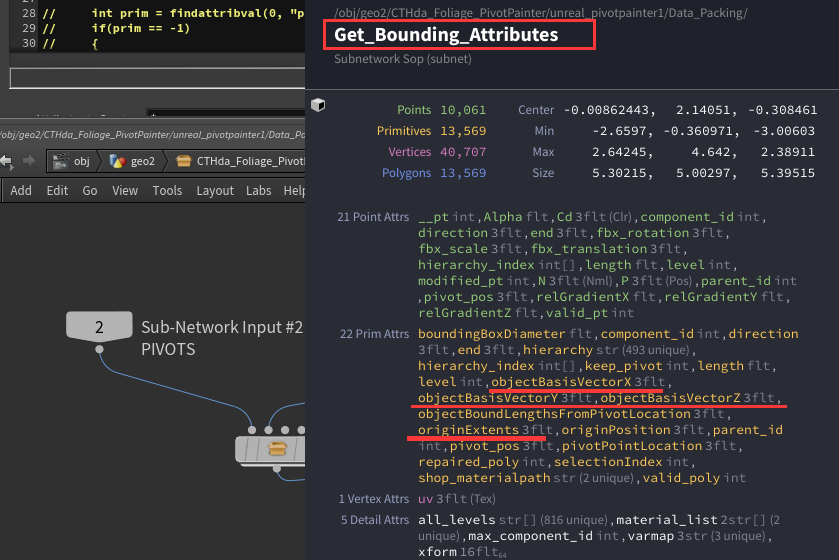 27
28 //     int prim = findattribval(0, "p
29 //     if(prim == -1)
30 //     {
/obj/geo2/CTHda_Foliage_PivotPainter/unreal_pivotpainter1/Data_Pa
obj geo2 CTHda_Foliage_PivotP
Add Edit Go View Tools Layout Labs Help
2 Sub-Network Input #2
PIVOTS
/obj/geo2/CTHda_Foliage_PivotPainter/unreal_pivotpainter1/Data_Packing/
Get_Bounding_Attributes
Subnetwork Sop (subnet)
Points 10,061 Center -0.00862443, 2.14051, -0.308461
Primitives 13,569 Min -2.6597, -0.360971, -3.00603
Vertices 40,707 Max 2.64245, 4.642, 2.38911
Polygons 13,569 Size 5.30215, 5.00297, 5.39515
21 Point Attrs __pt int, Alpha flt, Cd 3flt (Clr), component_id int,
direction 3flt, end 3flt, fbx_rotation 3flt,
fbx_scale 3flt, fbx_translation 3flt,
hierarchy_index int[], length flt, level int,
modified_pt int, N 3flt (Nml), P 3flt (Pos), parent_id int
, pivot_pos 3flt, relGradientX flt, relGradientY flt,
relGradientZ flt, valid_pt int
22 Prim Attrs boundingBoxDiameter flt, component_id int, direction
3flt, end 3flt, hierarchy str (493 unique),
hierarchy_index int[], keep_pivot int, length flt,
level int, objectBasisVectorX 3flt,
objectBasisVectorY 3flt, objectBasisVectorZ 3flt,
objectBoundLengthsFromPivotLocation 3flt,
originExtents 3flt, originPosition 3flt, parent_id
int, pivot_pos 3flt, pivotPointLocation 3flt,
repaired_poly int, selectionIndex int,
shop_materialpath str (2 unique), valid_poly int
1 Vertex Attrs uv 3flt (Tex)
5 Detail Attrs all_levels str[] (816 unique), material_list 2str[] (2
unique), max_component_id int, varmap 3str (3 unique),
xform 16flt64